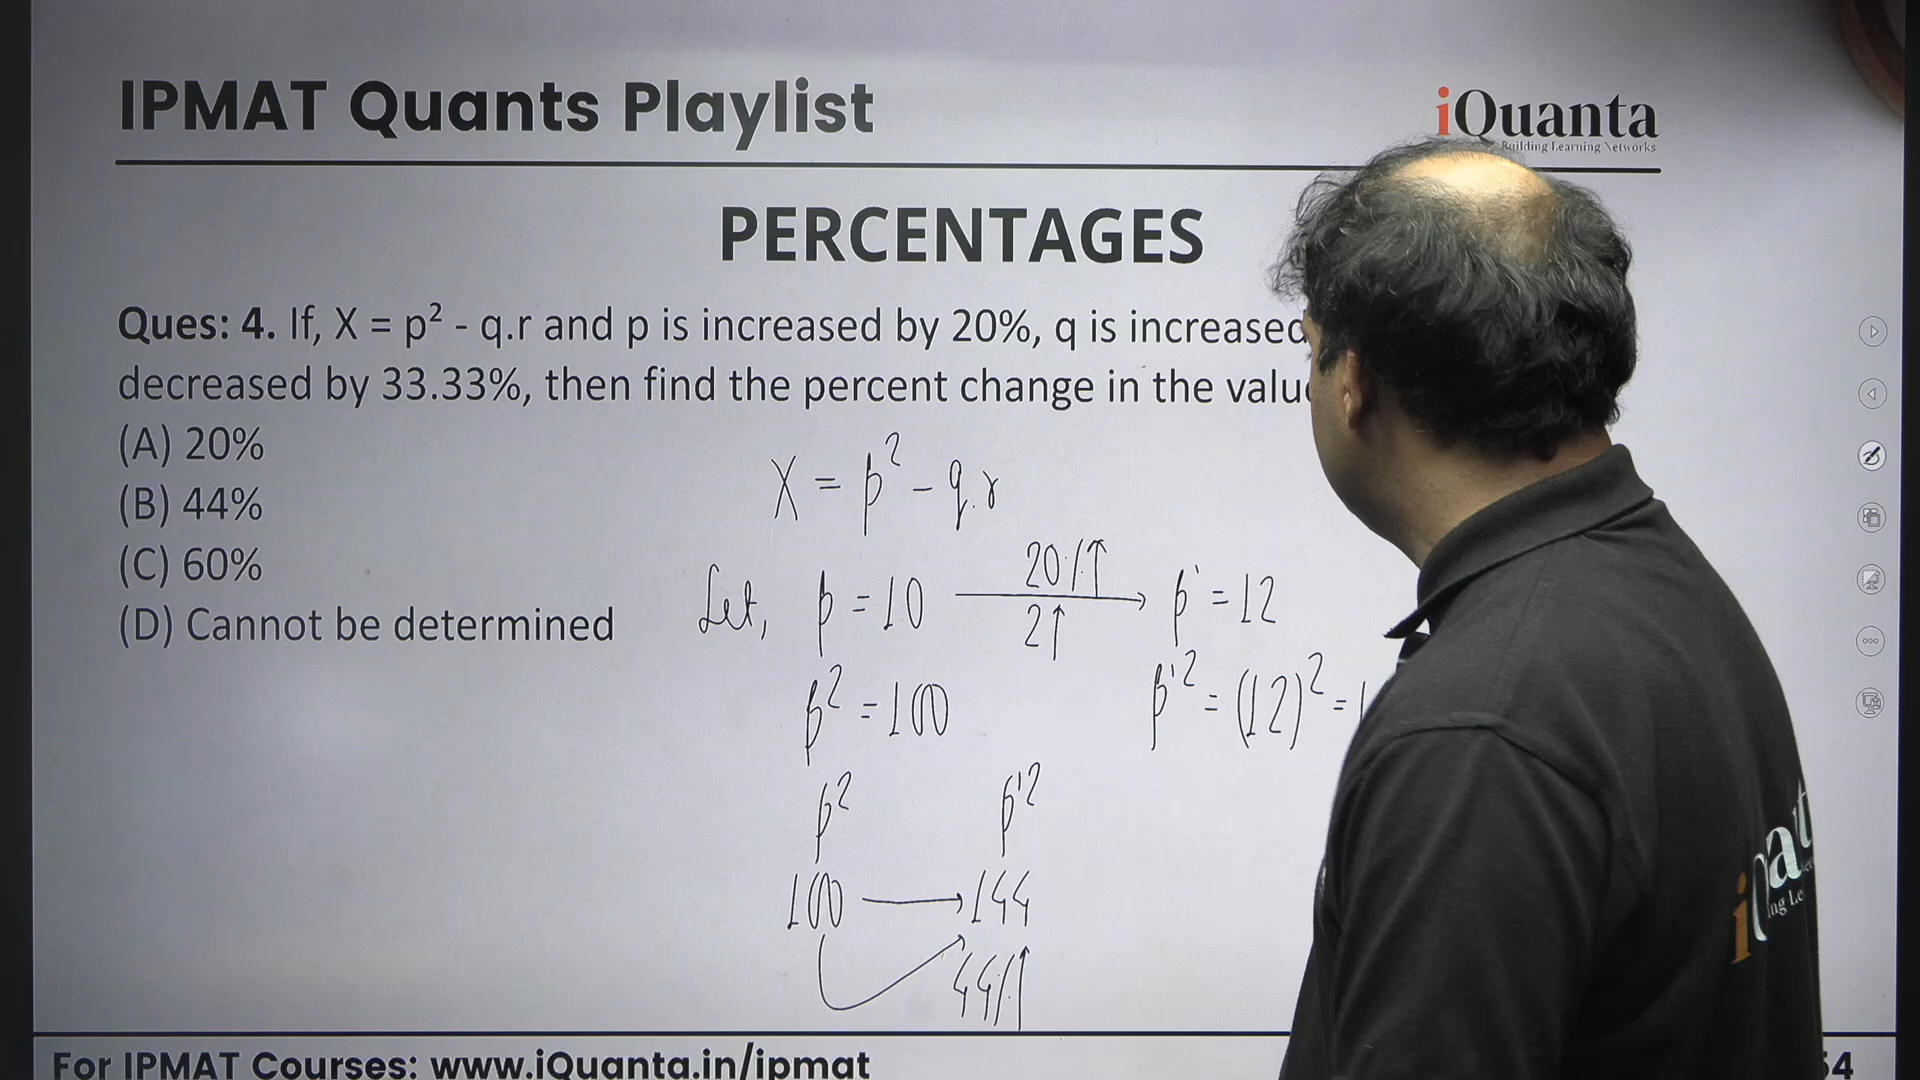 IPMAT Quants Playlist
iQuanta
Building Learning Networks
PERCENTAGES
Ques: 4. If, X = p² - q.r and p is increased by 20%, q is increased
decreased by 33.33%, then find the percent change in the
(A) 20%
(B) 44%
(C) 60%
(D) Cannot be determined
X = p² - q.r
Let, p = 10 20%↑ 2↑ p' = 12
p² = 100 p'² = (12)² =
p² p'²
100 → 144
44%↑
For IPMAT Courses: www.iQuanta.in/ipmat